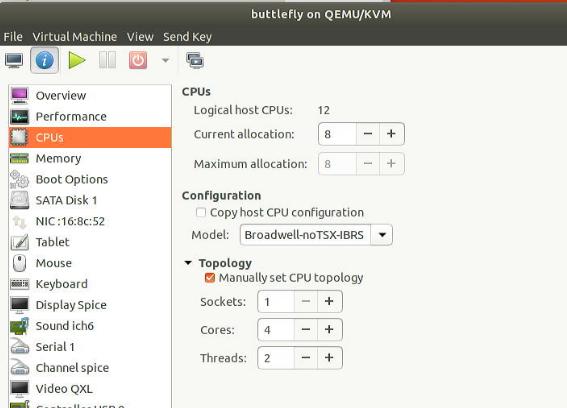 buttlefly on QEMU/KVM
File Virtual Machine View Send Key
Overview
Performance
CPUs
Memory
Boot Options
SATA Disk 1
NIC :16:8c:52
Tablet
Mouse
Keyboard
Display Spice
Sound ich6
Serial 1
Channel spice
Video QXL
CPUs
Logical host CPUs: 12
Current allocation: 8 − +
Maximum allocation: 8 − +
Configuration
Copy host CPU configuration
Model: Broadwell-noTSX-IBRS
Topology
Manually set CPU topology
Sockets: 1 − +
Cores: 4 − +
Threads: 2 − +